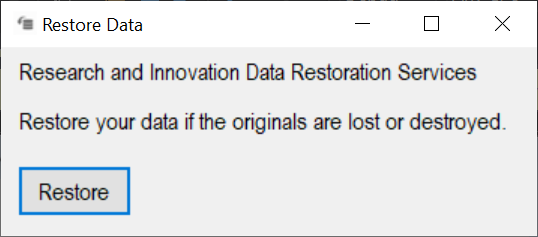 Restore Data
Research and Innovation Data Restoration Services
Restore your data if the originals are lost or destroyed.
Restore